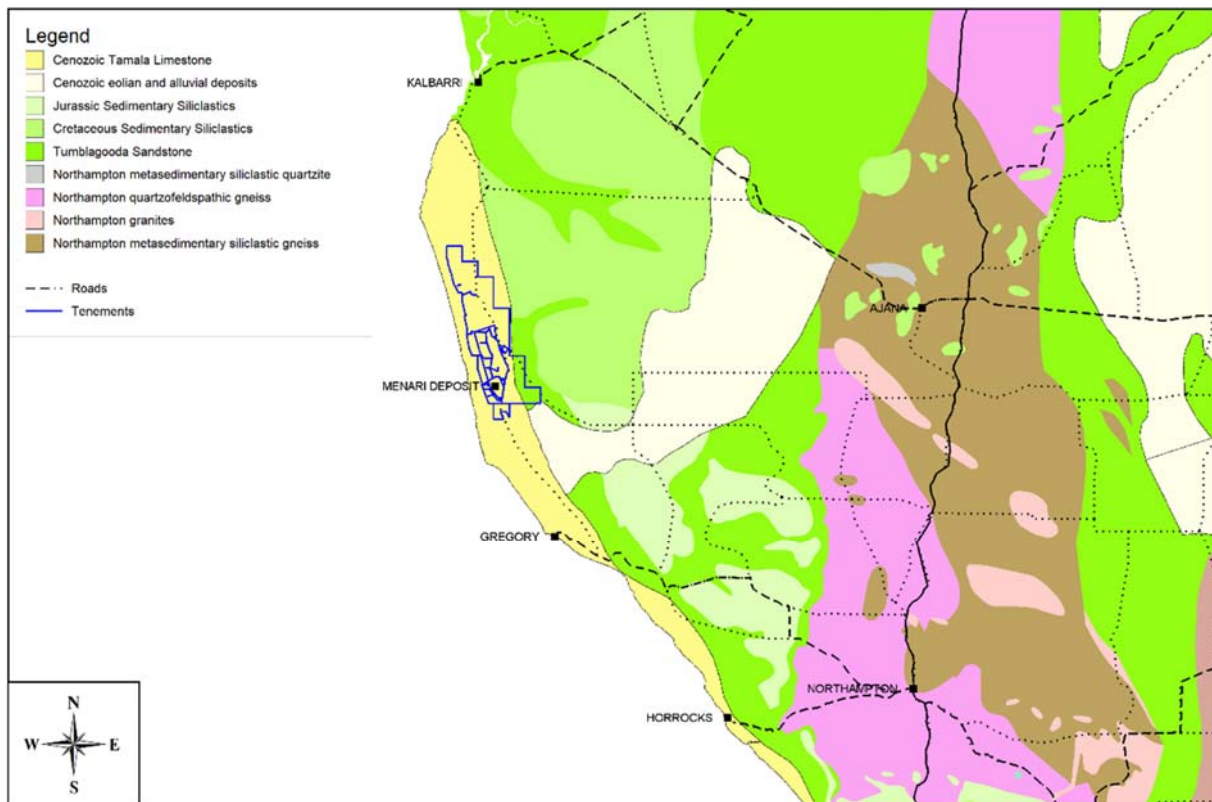 Legend
Cenozoic Tamala Limestone
Cenozoic eolian and alluvial deposits
Jurassic Sedimentary Siliclastics
Cretaceous Sedimentary Siliclastics
Tumblagooda Sandstone
Northampton metasedimentary siliclastic quartzite
Northampton quartzofeldspathic gneiss
Northampton granites
Northampton metasedimentary siliclastic gneiss
Roads
Tenements
KALBARRI
AJANA
MENARI DEPOSIT
GREGORY
NORTHAMPTON
HORROCKS
N
W E
S